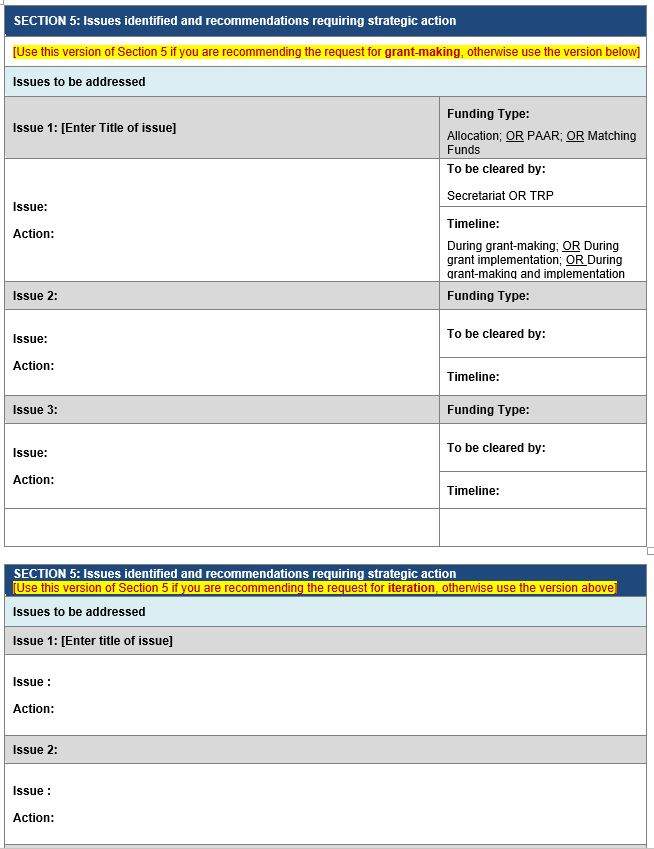 SECTION 5: Issues identified and recommendations requiring strategic action
[Use this version of Section 5 if you are recommending the request for grant-making, otherwise use the version below]
Issues to be addressed
Issue 1: [Enter Title of issue]
Funding Type:
Allocation; OR PAAR; OR Matching
Funds
Issue:
Action:
To be cleared by:
Secretariat OR TRP
Timeline:
During grant-making; OR During
grant implementation; OR During
grant-making and implementation
Issue 2:
Funding Type:
Issue:
Action:
To be cleared by:
Timeline:
Issue 3:
Funding Type:
Issue:
Action:
To be cleared by:
Timeline:
SECTION 5: Issues identified and recommendations requiring strategic action
[Use this version of Section 5 if you are recommending the request for iteration, otherwise use the version above]
Issues to be addressed
Issue 1: [Enter title of issue]
Issue :
Action:
Issue 2:
Issue :
Action: